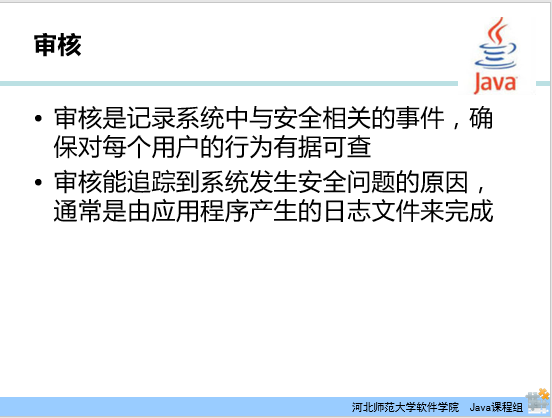 审核
Java
• 审核是记录系统中与安全相关的事件，确
保对每个用户的行为有据可查
• 审核能追踪到系统发生安全问题的原因，
通常是由应用程序产生的日志文件来完成
河北师范大学软件学院 Java课程组